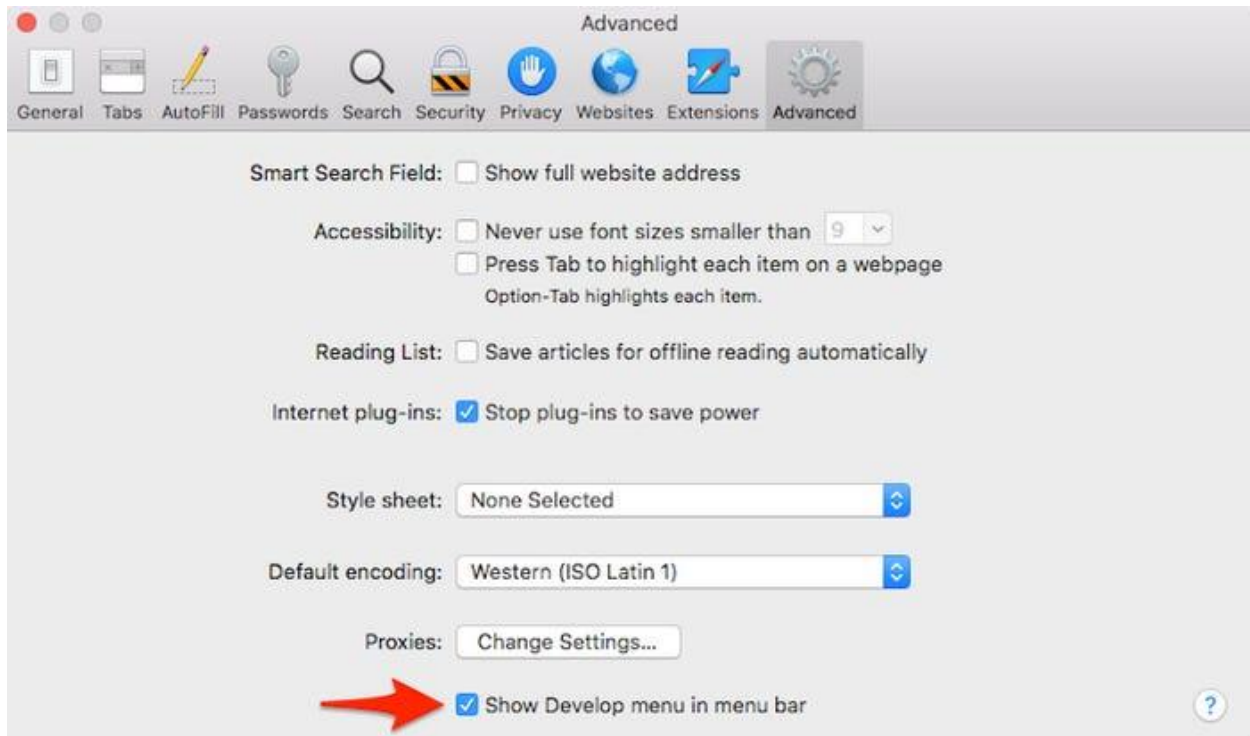 Advanced
General Tabs AutoFill Passwords Search Security Privacy Websites Extensions Advanced
Smart Search Field: Show full website address
Accessibility: Never use font sizes smaller than 9
Press Tab to highlight each item on a webpage
Option-Tab highlights each item.
Reading List: Save articles for offline reading automatically
Internet plug-ins: Stop plug-ins to save power
Style sheet: None Selected
Default encoding: Western (ISO Latin 1)
Proxies: Change Settings...
Show Develop menu in menu bar ?